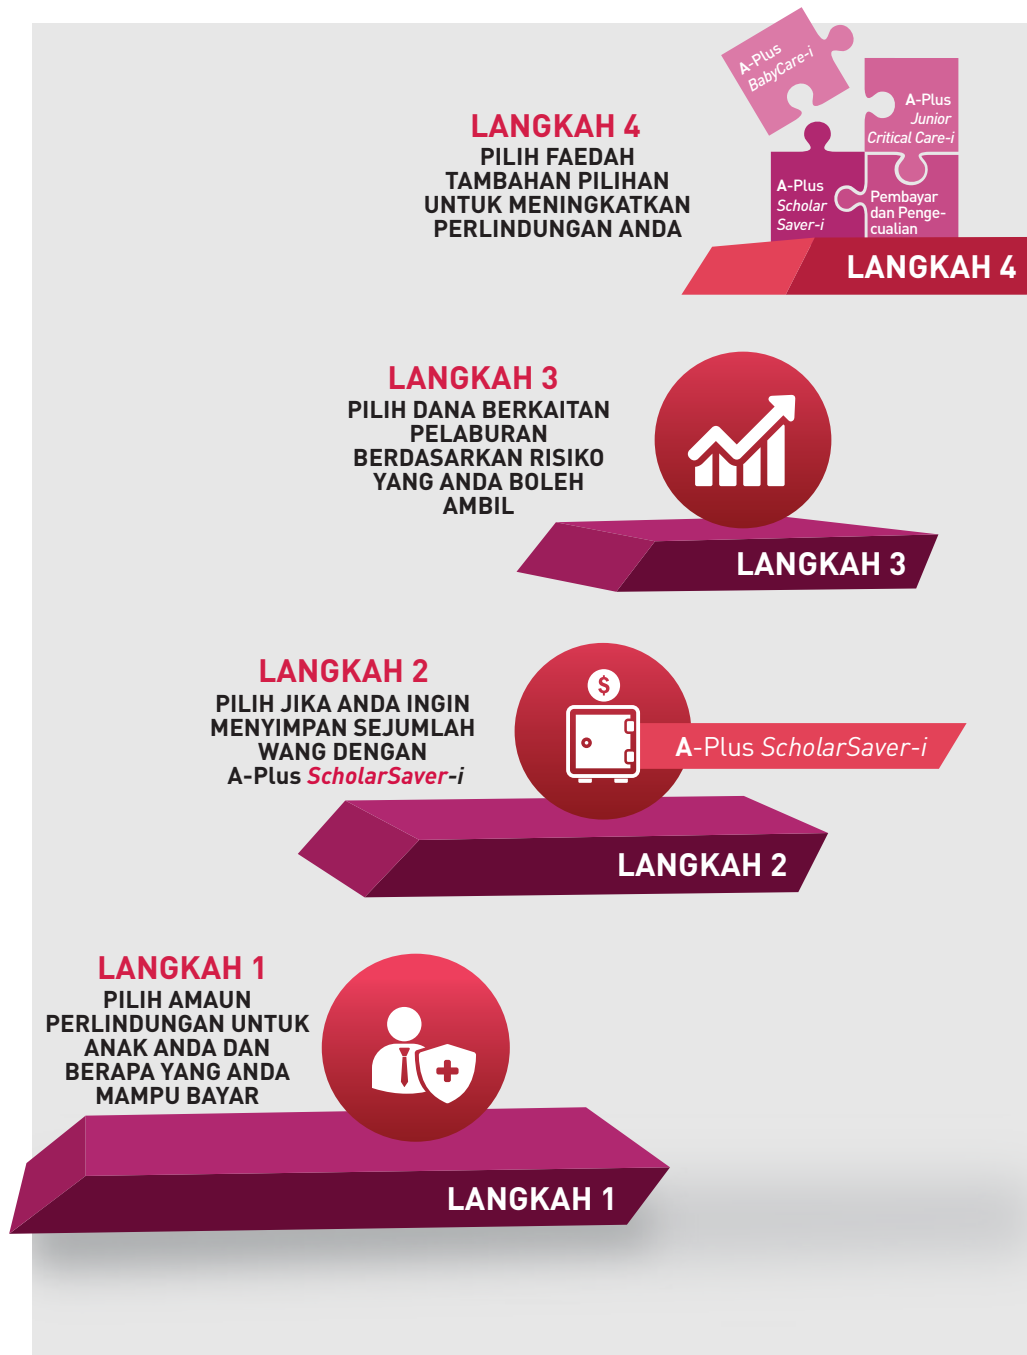 A-Plus
BabyCare-i
A-Plus
Junior
Critical Care-i
A-Plus
Scholar
Saver-i
Pembayar
dan Penge-
cualian
LANGKAH 4
PILIH FAEDAH
TAMBAHAN PILIHAN
UNTUK MENINGKATKAN
PERLINDUNGAN ANDA
LANGKAH 4
LANGKAH 3
PILIH DANA BERKAITAN
PELABURAN
BERDASARKAN RISIKO
YANG ANDA BOLEH
AMBIL
LANGKAH 3
LANGKAH 2
PILIH JIKA ANDA INGIN
MENYIMPAN SEJUMLAH
WANG DENGAN
A-Plus ScholarSaver-i
$
A-Plus ScholarSaver-i
LANGKAH 2
LANGKAH 1
PILIH AMAUN
PERLINDUNGAN UNTUK
ANAK ANDA DAN
BERAPA YANG ANDA
MAMPU BAYAR
LANGKAH 1